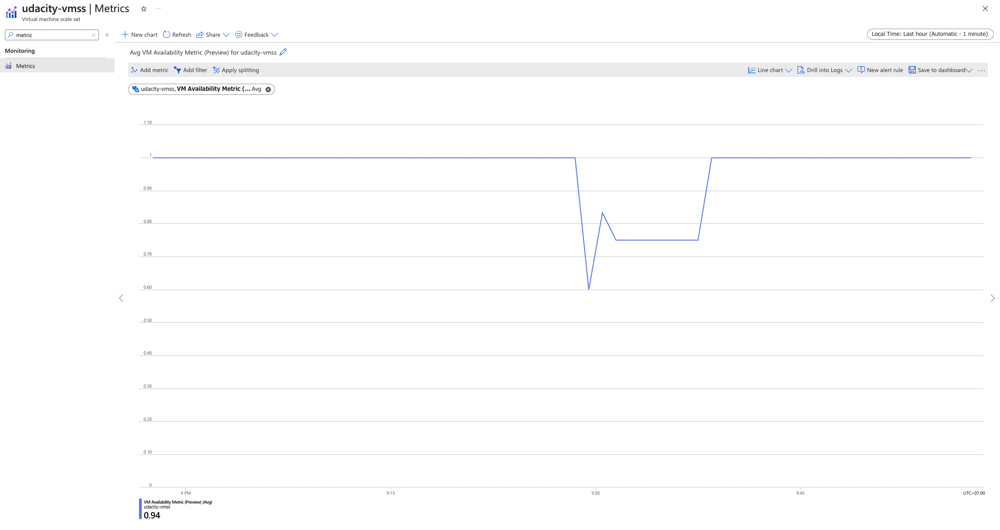 udacity-vmss | Metrics
Virtual machine scale set
metric
Monitoring
Metrics
New chart Refresh Share Feedback
Local Time: Last hour (Automatic - 1 minute)
Avg VM Availability Metric (Preview) for udacity-vmss
Add metric Add filter Apply splitting
Line chart Drill into Logs New alert rule Save to dashboard
udacity-vmss, VM Availability Metric (... Avg
1.10
1
0.90
0.80
0.70
0.60
0.50
0.40
0.30
0.20
0.10
0
9 PM 9:15 9:30 9:45 UTC+07:00
VM Availability Metric (Preview) (Avg)
udacity-vmss
0.94